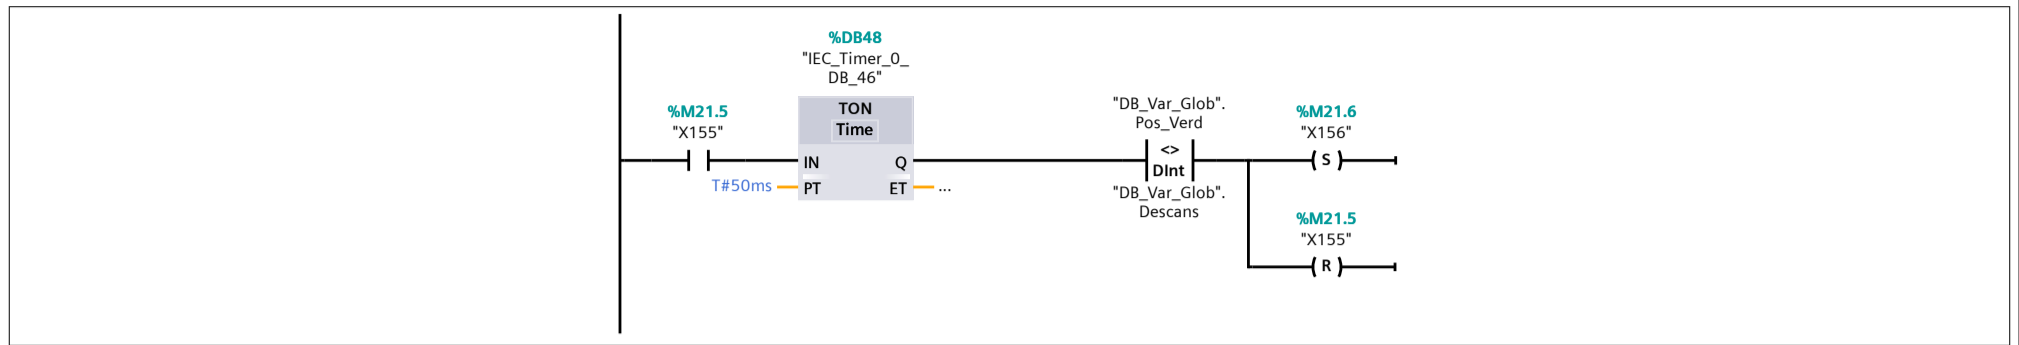 %DB48
"IEC_Timer_0_
DB_46"
%M21.5
"X155"
TON
Time
IN
Q
T#50ms
PT
ET
...
"DB_Var_Glob".
Pos_Verd
<>
DInt
"DB_Var_Glob".
Descans
%M21.6
"X156"
S
%M21.5
"X155"
R